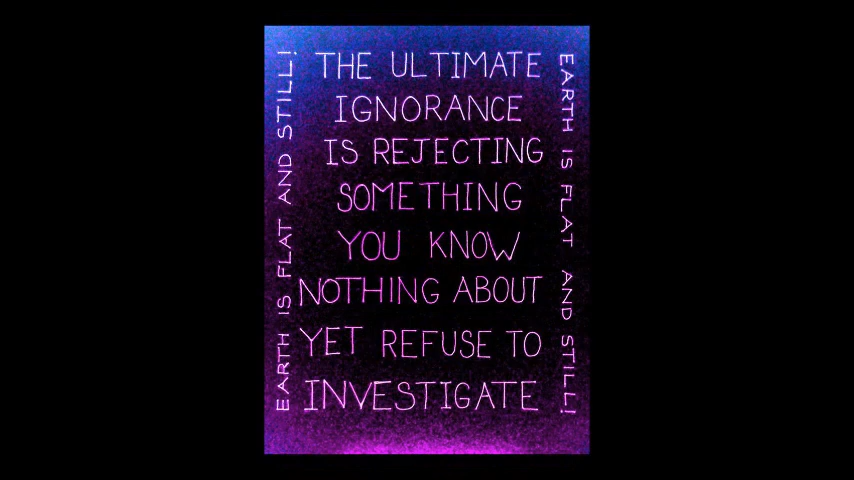 EARTH IS FLAT AND STILL!
THE ULTIMATE
IGNORANCE
IS REJECTING
SOMETHING
YOU KNOW
NOTHING ABOUT
YET REFUSE TO
INVESTIGATE
EARTH IS FLAT AND STILL!